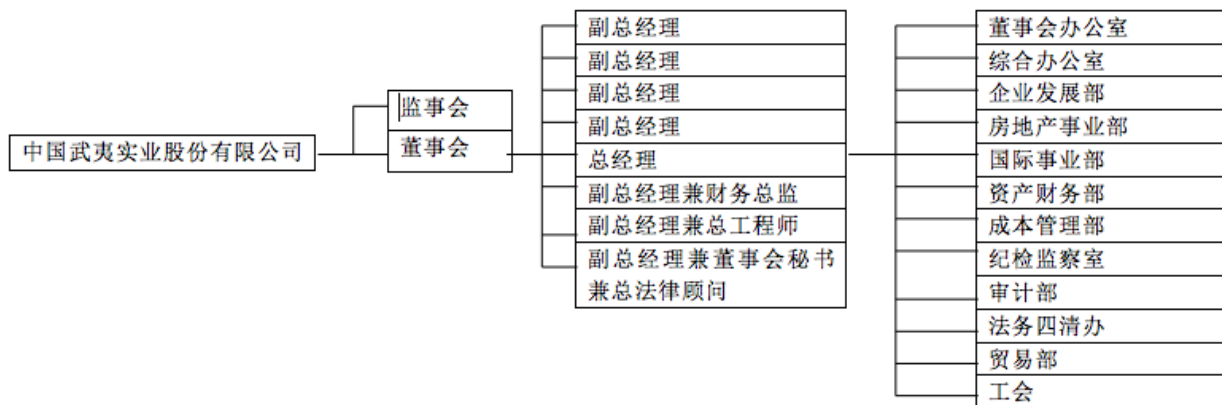 中国武夷实业股份有限公司
监事会
董事会
副总经理
副总经理
副总经理
副总经理
总经理
副总经理兼财务总监
副总经理兼总工程师
副总经理兼董事会秘书
兼总法律顾问
董事会办公室
综合办公室
企业发展部
房地产事业部
国际事业部
资产财务部
成本管理部
纪检监察室
审计部
法务四清办
贸易部
工会